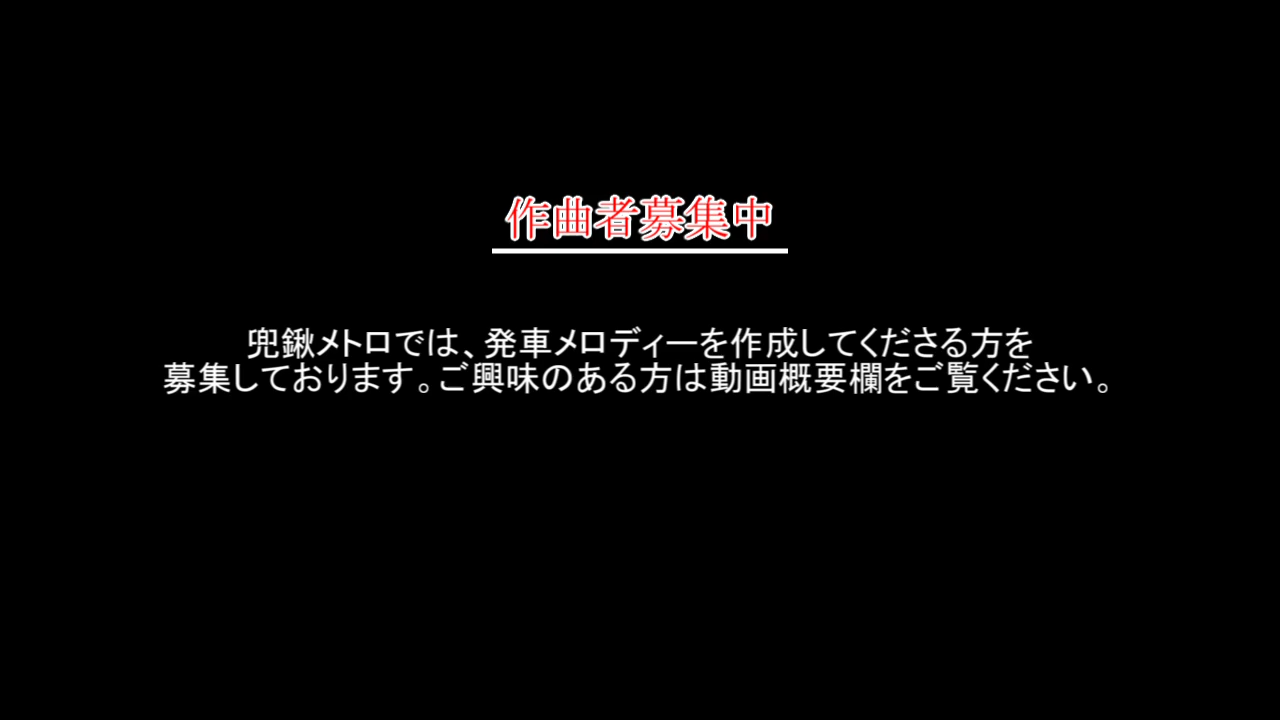 作曲者募集中
兜鍬メトロでは、発車メロディーを作成してくださる方を
募集しております。ご興味のある方は動画概要欄をご覧ください。